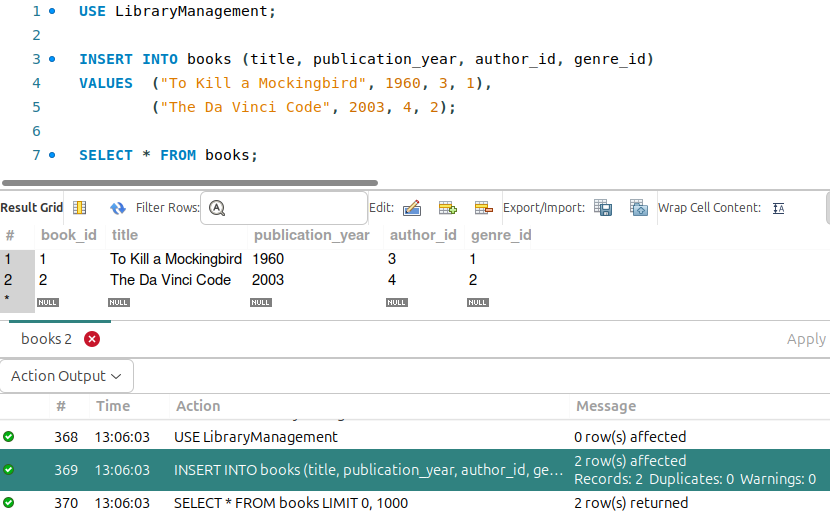 1 USE LibraryManagement;
2
3 INSERT INTO books (title, publication_year, author_id, genre_id)
4 VALUES ("To Kill a Mockingbird", 1960, 3, 1),
5 ("The Da Vinci Code", 2003, 4, 2);
6
7 SELECT * FROM books;
Result Grid Filter Rows: Edit: Export/Import: Wrap Cell Content: IA
# book_id title publication_year author_id genre_id
1 1 To Kill a Mockingbird 1960 3 1
2 2 The Da Vinci Code 2003 4 2
* NULL NULL NULL NULL NULL
books 2 Apply
Action Output
# Time Action Message
368 13:06:03 USE LibraryManagement 0 row(s) affected
369 13:06:03 INSERT INTO books (title, publication_year, author_id, ge... 2 row(s) affected
Records: 2 Duplicates: 0 Warnings: 0
370 13:06:03 SELECT * FROM books LIMIT 0, 1000 2 row(s) returned